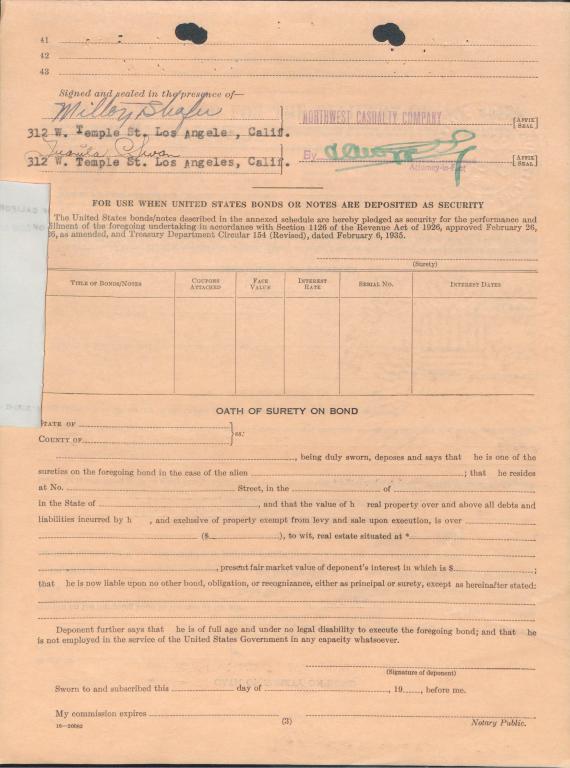 41
42
43
Signed and sealed in the presence of—
Milton Shafer
312 W. Temple St. Los Angele , Calif.
Juanita Swan
312 W. Temple St. Los Angeles, Calif.
NORTHWEST CASUALTY COMPANY
[AFFIX SEAL]
By
[AFFIX SEAL]
Attorney-in-Fact
FOR USE WHEN UNITED STATES BONDS OR NOTES ARE DEPOSITED AS SECURITY
The United States bonds/notes described in the annexed schedule are hereby pledged as security for the performance and
llment of the foregoing undertaking in accordance with Section 1126 of the Revenue Act of 1926, approved February 26,
26, as amended, and Treasury Department Circular 154 (Revised), dated February 6, 1935.
(Surety)
TITLE OF BONDS/NOTES COUPONS ATTACHED FACE VALUE INTEREST RATE SERIAL NO. INTEREST DATES
OATH OF SURETY ON BOND
STATE OF
COUNTY OF
ss:
, being duly sworn, deposes and says that he is one of the
sureties on the foregoing bond in the case of the alien ; that he resides
at No. Street, in the of
in the State of , and that the value of h real property over and above all debts and
liabilities incurred by h , and exclusive of property exempt from levy and sale upon execution, is over
($ ), to wit, real estate situated at *
, present fair market value of deponent's interest in which is $ ;
that he is now liable upon no other bond, obligation, or recognizance, either as principal or surety, except as hereinafter stated:
Deponent further says that he is of full age and under no legal disability to execute the foregoing bond; and that he
is not employed in the service of the United States Government in any capacity whatsoever.
(Signature of deponent)
Sworn to and subscribed this day of , 19 , before me.
My commission expires
16—20682
(3)
Notary Public.